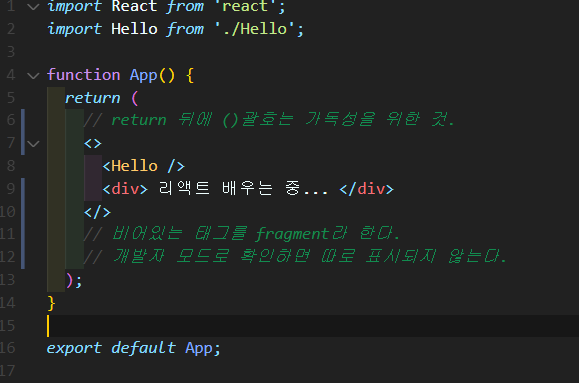 1 import React from 'react';
2 import Hello from './Hello';
3
4 function App() {
5 return (
6 // return 뒤에 ()괄호는 가독성을 위한 것.
7 <>
8 <Hello />
9 <div> 리액트 배우는 중... </div>
10 </>
11 // 비어있는 태그를 fragment라 한다.
12 // 개발자 모드로 확인하면 따로 표시되지 않는다.
13 );
14 }
15
16 export default App;
17